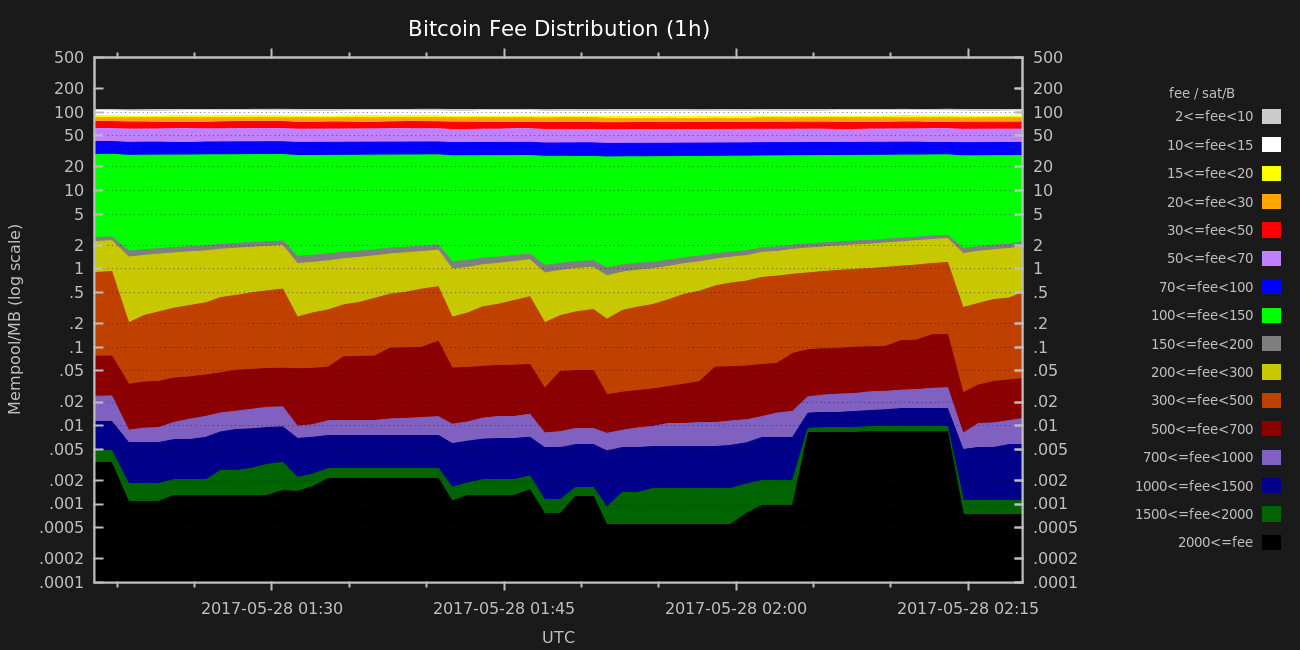 Bitcoin Fee Distribution (1h)
Mempool/MB (log scale)
500
200
100
50
20
10
5
2
1
.5
.2
.1
.05
.02
.01
.005
.002
.001
.0005
.0002
.0001
500
200
100
50
20
10
5
2
1
.5
.2
.1
.05
.02
.01
.005
.002
.001
.0005
.0002
.0001
2017-05-28 01:30
2017-05-28 01:45
2017-05-28 02:00
2017-05-28 02:15
UTC
fee / sat/B
2<=fee<10
10<=fee<15
15<=fee<20
20<=fee<30
30<=fee<50
50<=fee<70
70<=fee<100
100<=fee<150
150<=fee<200
200<=fee<300
300<=fee<500
500<=fee<700
700<=fee<1000
1000<=fee<1500
1500<=fee<2000
2000<=fee